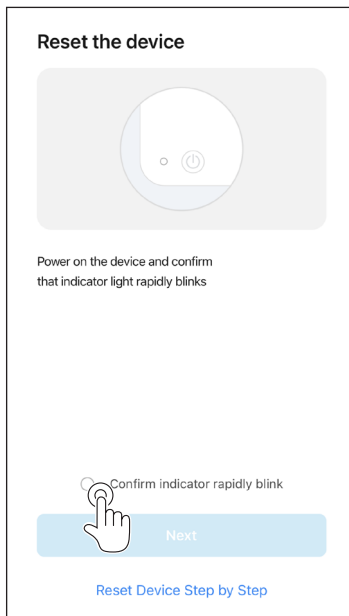 Reset the device
Power on the device and confirm
that indicator light rapidly blinks
Confirm indicator rapidly blink
Next
Reset Device Step by Step